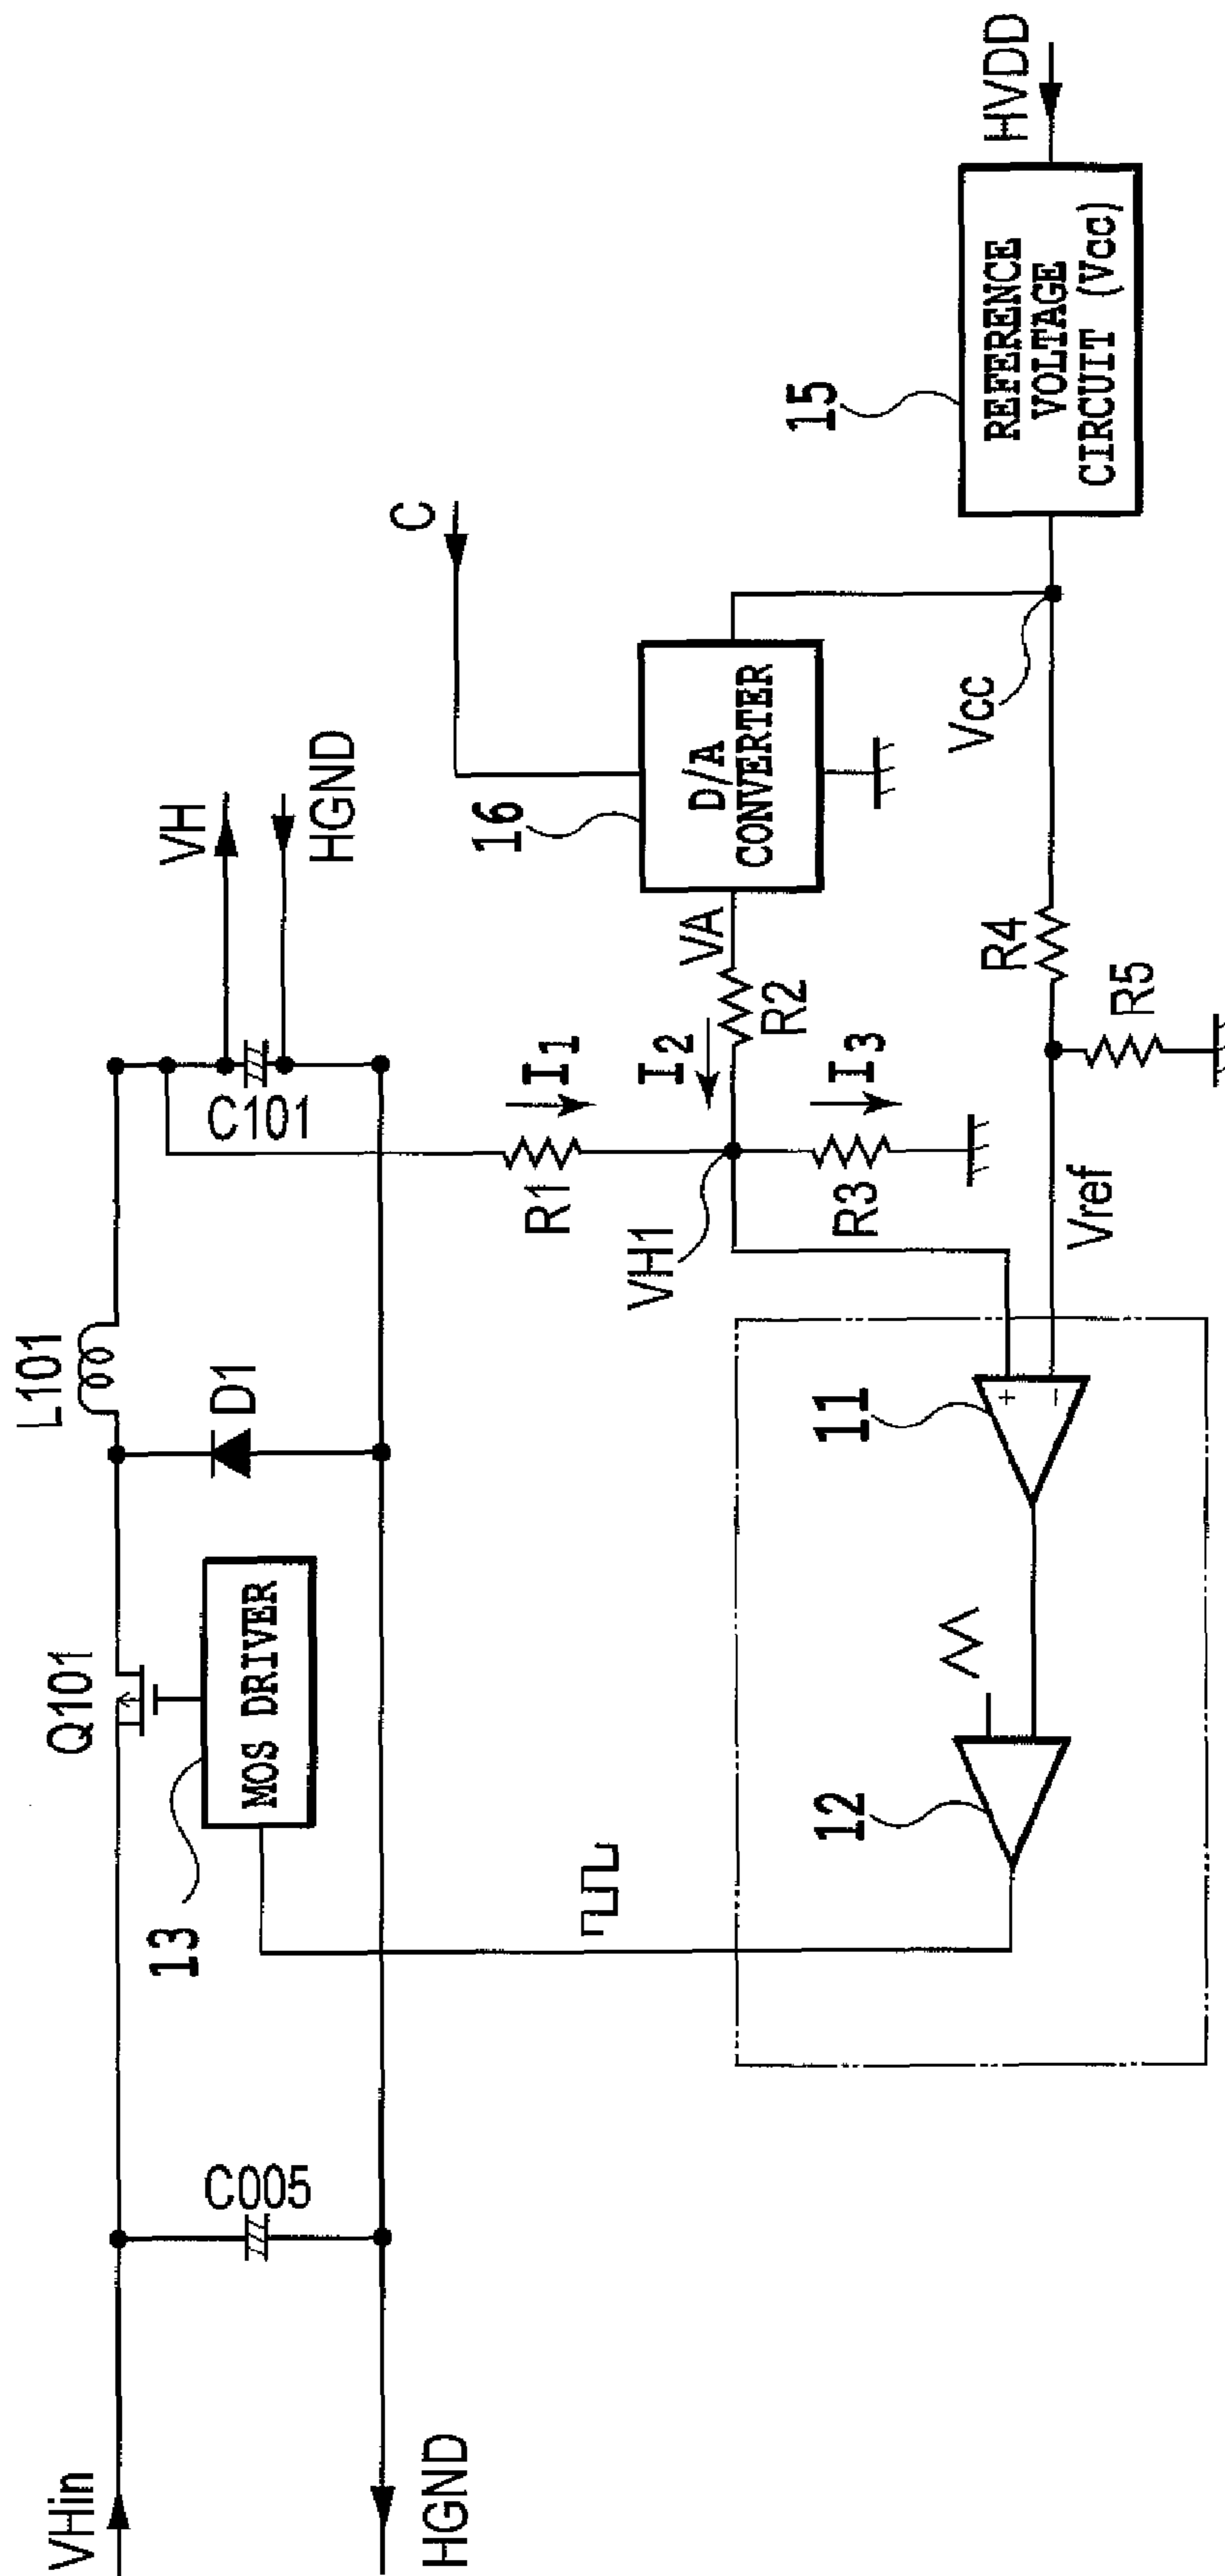 VHin
HGND
C005
Q101
13
MOS DRIVER
L101
D1
C101
VH
HGND
R1
I1
VH1
I2
R2
VA
R3
I3
16
D/A
CONVERTER
C
12
11
+
-
Vref
R5
R4
Vcc
15
REFERENCE
VOLTAGE
CIRCUIT (Vcc)
HVDD